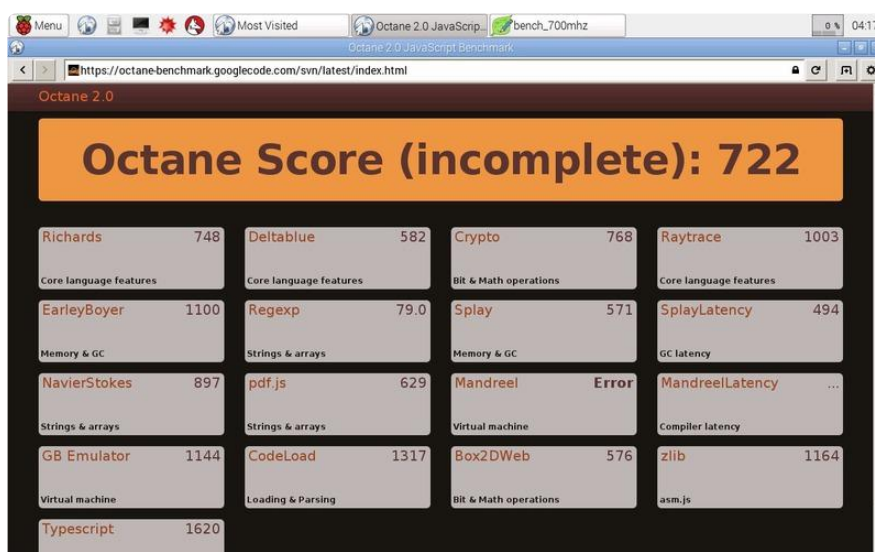 Menu Most Visited Octane 2.0 JavaScrip... bench_700mhz 0 % 04:17
Octane 2.0 JavaScript Benchmark
https://octane-benchmark.googlecode.com/svn/latest/index.html
Octane 2.0
Octane Score (incomplete): 722
Richards 748 Deltablue 582 Crypto 768 Raytrace 1003
Core language features Core language features Bit & Math operations Core language features
EarleyBoyer 1100 Regexp 79.0 Splay 571 SplayLatency 494
Memory & GC Strings & arrays Memory & GC GC latency
NavierStokes 897 pdf.js 629 Mandreel Error MandreelLatency ...
Strings & arrays Strings & arrays Virtual machine Compiler latency
GB Emulator 1144 CodeLoad 1317 Box2DWeb 576 zlib 1164
Virtual machine Loading & Parsing Bit & Math operations asm.js
Typescript 1620